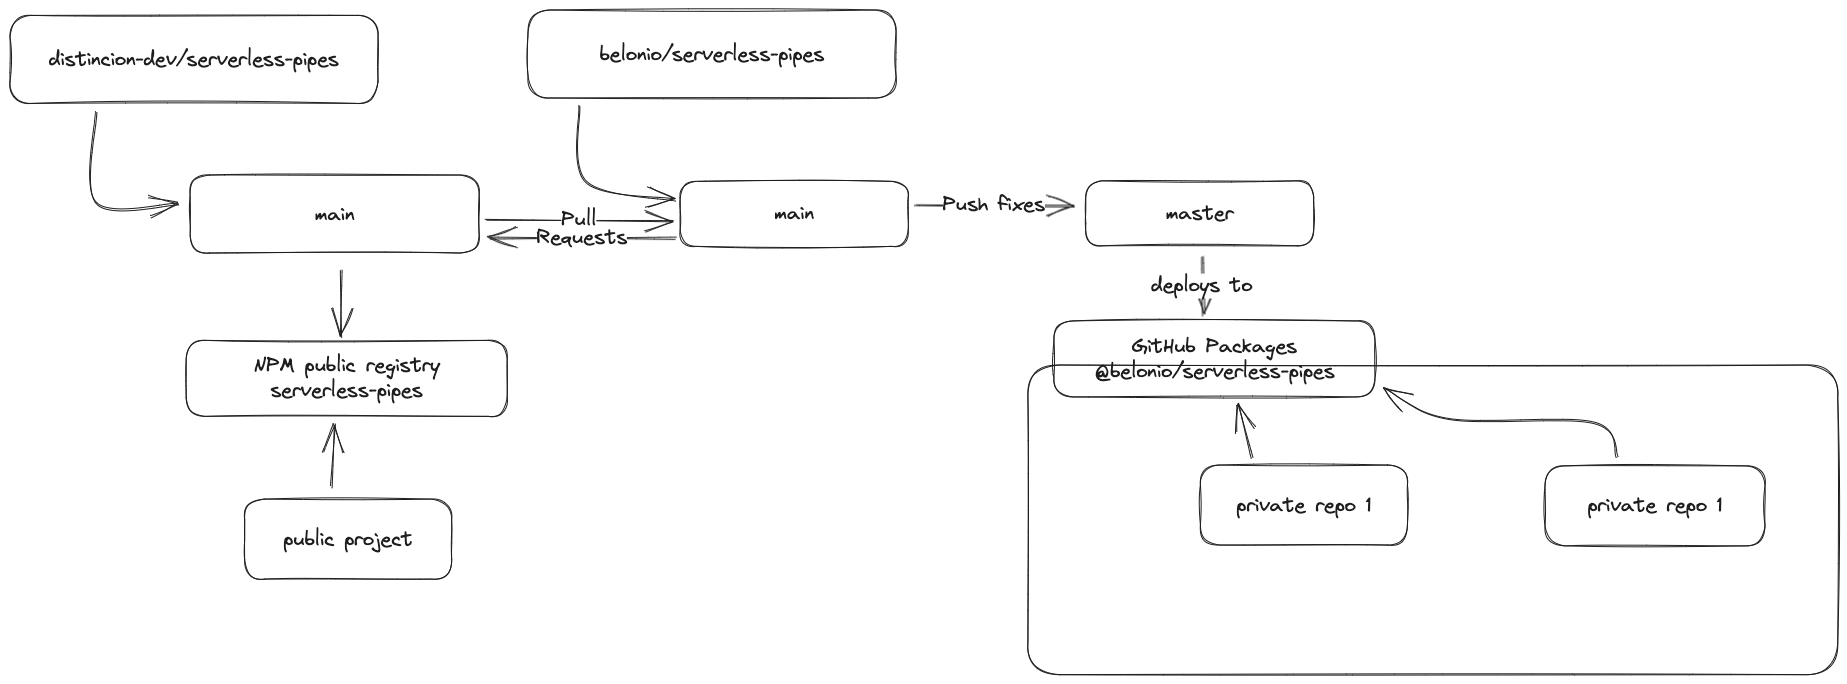 distincion-dev/serverless-pipes
belonio/serverless-pipes
main
Pull
Requests
main
Push fixes
master
deploys to
NPM public registry
serverless-pipes
GitHub Packages
@belonio/serverless-pipes
public project
private repo 1
private repo 1